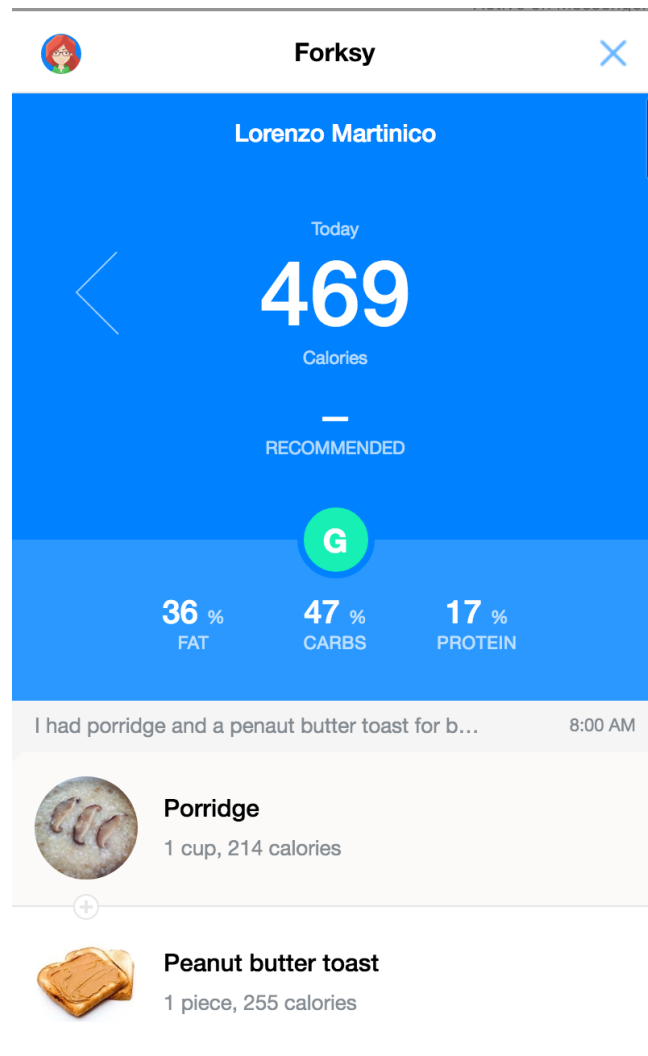 Forksy
Lorenzo Martinico
Today
469
Calories
–
RECOMMENDED
G
36 % 47 % 17 %
FAT CARBS PROTEIN
I had porridge and a penaut butter toast for b... 8:00 AM
Porridge
1 cup, 214 calories
Peanut butter toast
1 piece, 255 calories